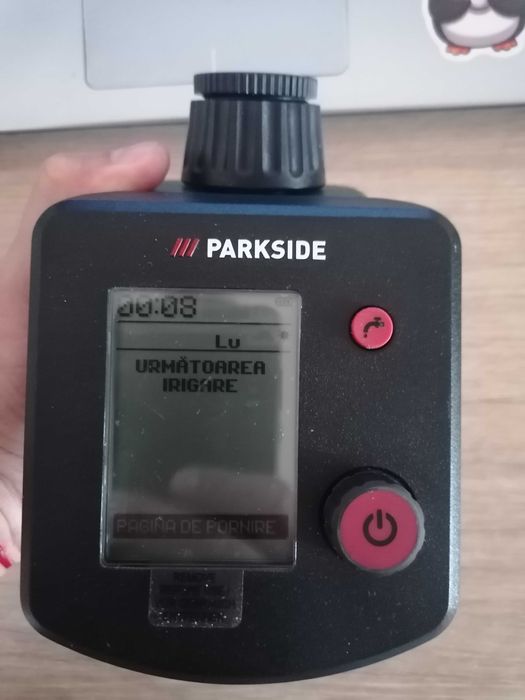 /// PARKSIDE
00:08
Lu
URMĂTOAREA
IRIGARE
PAGINA DE PORNIRE